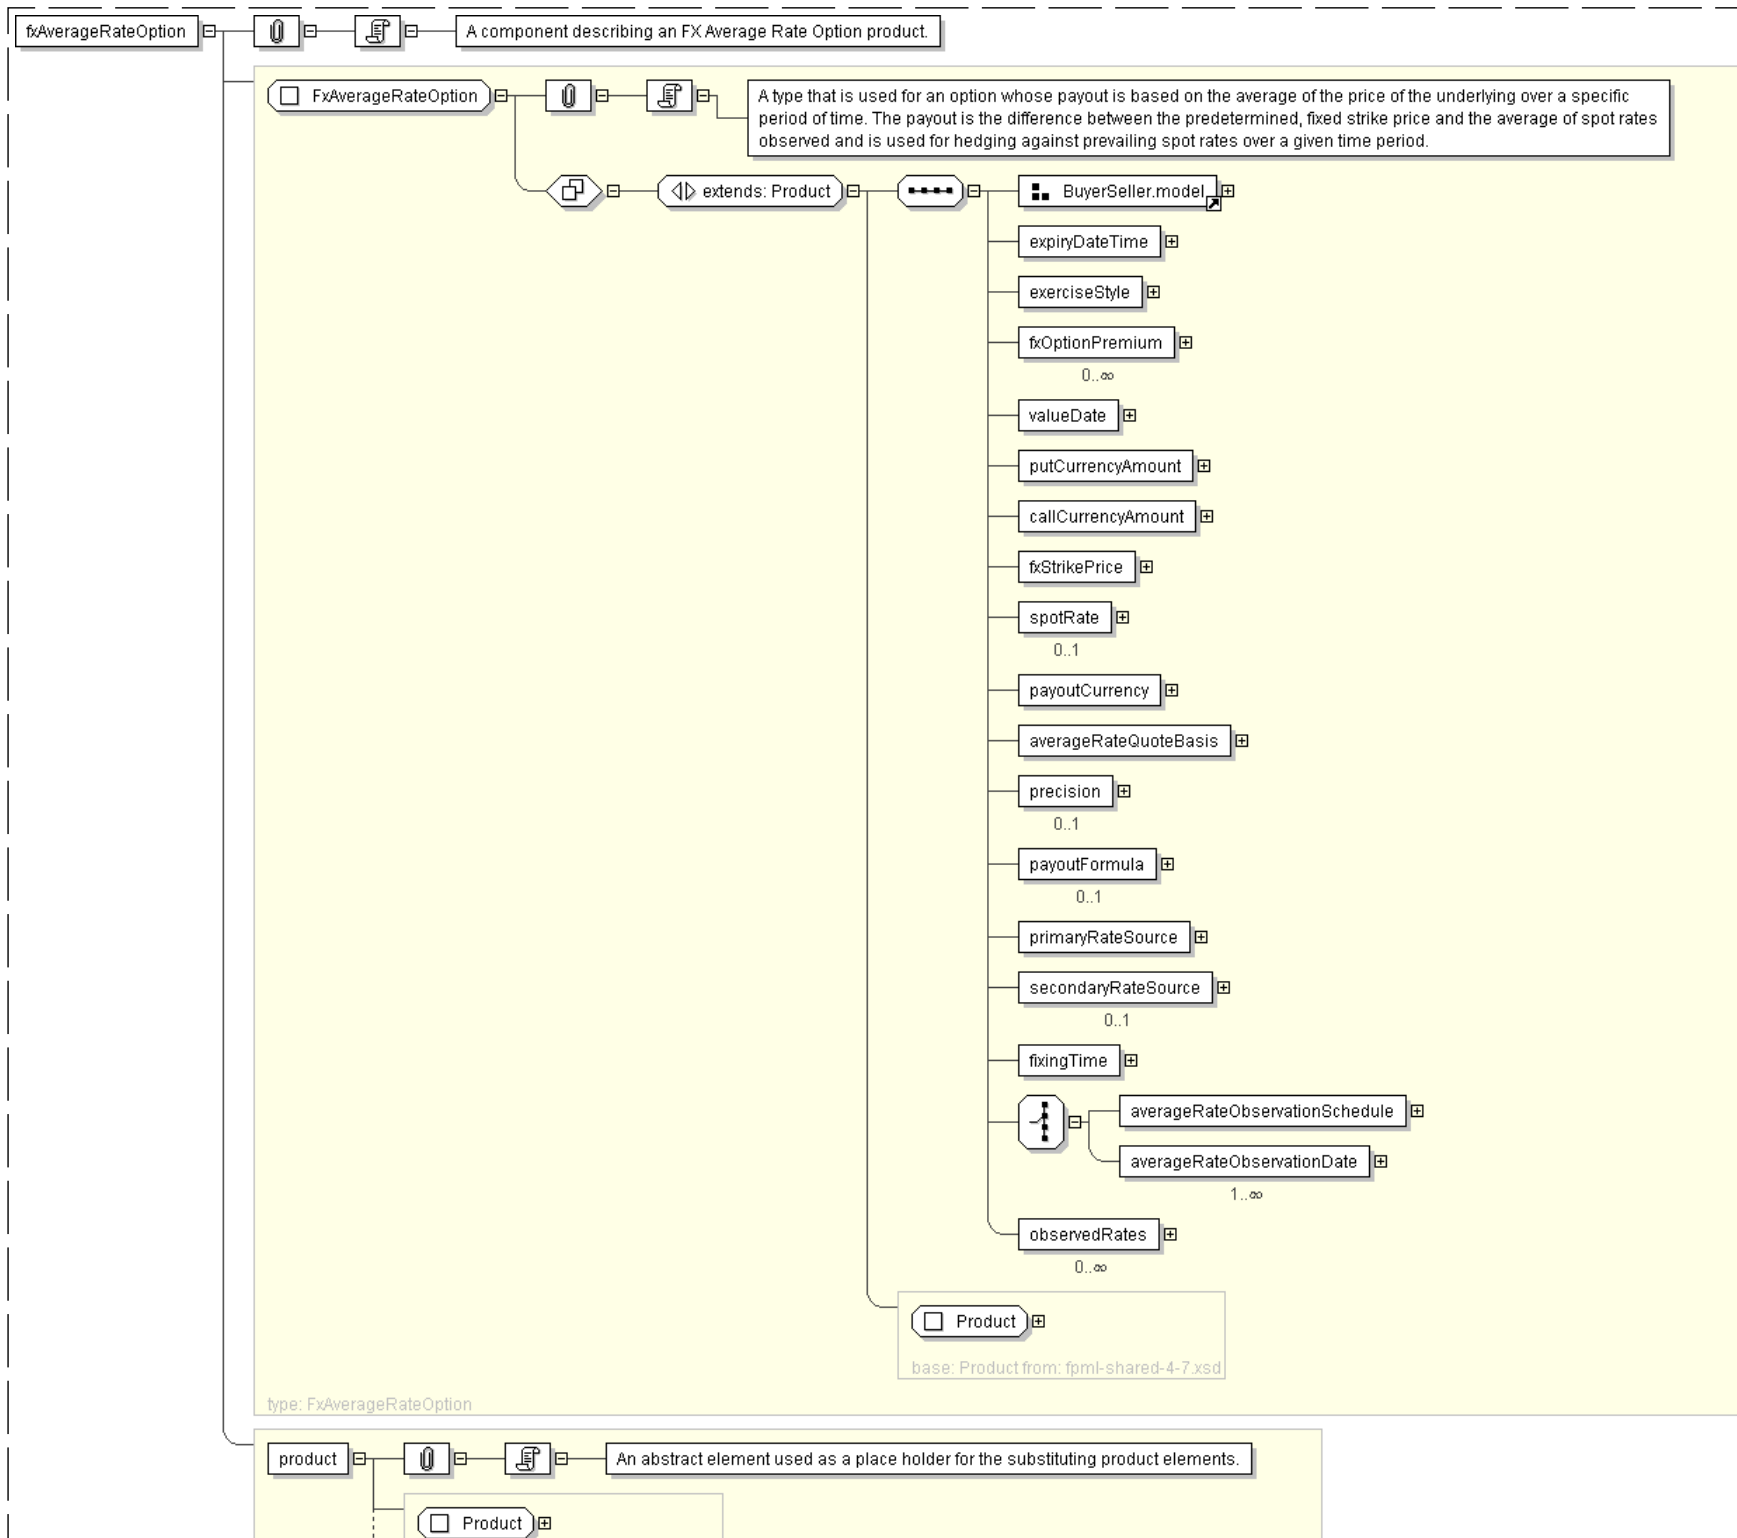 fxAverageRateOption
A component describing an FX Average Rate Option product.
FxAverageRateOption
A type that is used for an option whose payout is based on the average of the price of the underlying over a specific
period of time. The payout is the difference between the predetermined, fixed strike price and the average of spot rates
observed and is used for hedging against prevailing spot rates over a given time period.
extends: Product
BuyerSeller.model
expiryDateTime
exerciseStyle
fxOptionPremium
0..∞
valueDate
putCurrencyAmount
callCurrencyAmount
fxStrikePrice
spotRate
0..1
payoutCurrency
averageRateQuoteBasis
precision
0..1
payoutFormula
0..1
primaryRateSource
secondaryRateSource
0..1
fixingTime
averageRateObservationSchedule
averageRateObservationDate
1..∞
observedRates
0..∞
Product
base: Product from: fpml-shared-4-7.xsd
type: FxAverageRateOption
product
An abstract element used as a place holder for the substituting product elements.
Product